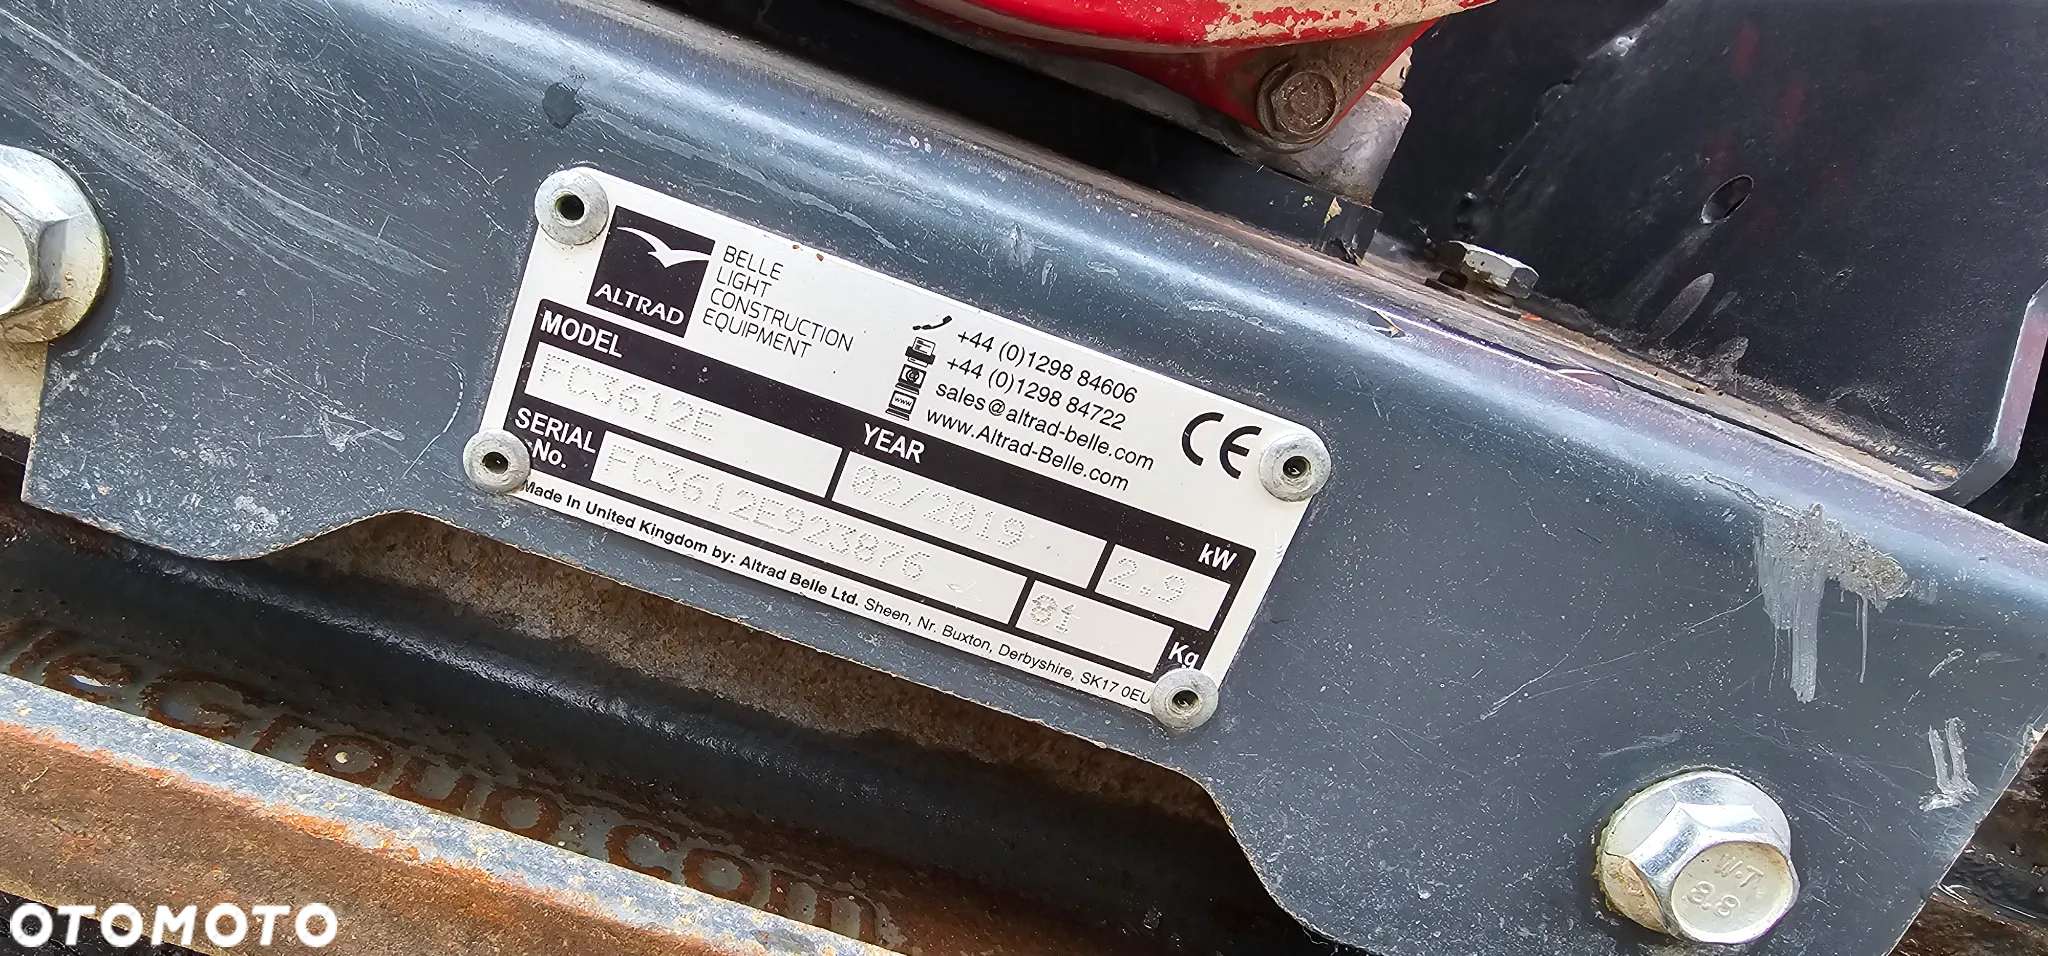 ALTRAD
BELLE
LIGHT
CONSTRUCTION
EQUIPMENT
+44 (0)1298 84606
+44 (0)1298 84722
sales@altrad-belle.com
www.Altrad-Belle.com
CE
MODEL
FC3612E
YEAR
02/2019
kW
2.9
SERIAL
No.
FC3612E923876
81
Kg
Made In United Kingdom by: Altrad Belle Ltd. Sheen, Nr. Buxton, Derbyshire, SK17 0EU
W.T
8.8
OTOMOTO